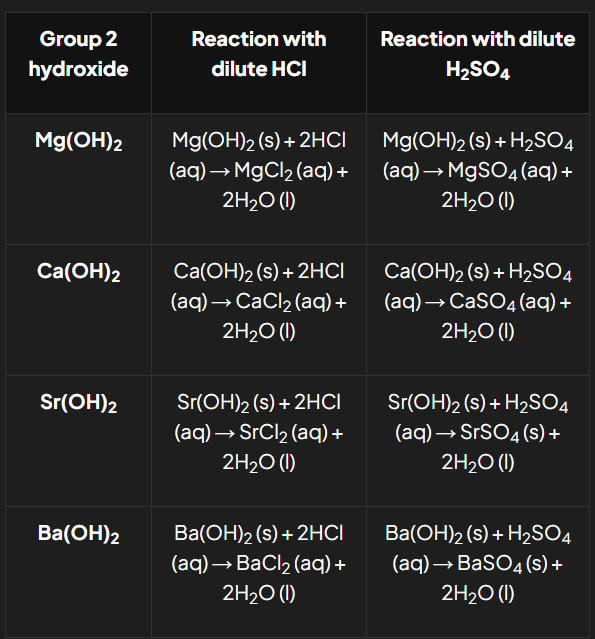 Group 2
hydroxide
Reaction with
dilute HCl
Reaction with dilute
H₂SO₄
Mg(OH)₂
Mg(OH)₂ (s) + 2HCl
(aq) → MgCl₂ (aq) +
2H₂O (l)
Mg(OH)₂ (s) + H₂SO₄
(aq) → MgSO₄ (aq) +
2H₂O (l)
Ca(OH)₂
Ca(OH)₂ (s) + 2HCl
(aq) → CaCl₂ (aq) +
2H₂O (l)
Ca(OH)₂ (s) + H₂SO₄
(aq) → CaSO₄ (aq) +
2H₂O (l)
Sr(OH)₂
Sr(OH)₂ (s) + 2HCl
(aq) → SrCl₂ (aq) +
2H₂O (l)
Sr(OH)₂ (s) + H₂SO₄
(aq) → SrSO₄ (s) +
2H₂O (l)
Ba(OH)₂
Ba(OH)₂ (s) + 2HCl
(aq) → BaCl₂ (aq) +
2H₂O (l)
Ba(OH)₂ (s) + H₂SO₄
(aq) → BaSO₄ (s) +
2H₂O (l)